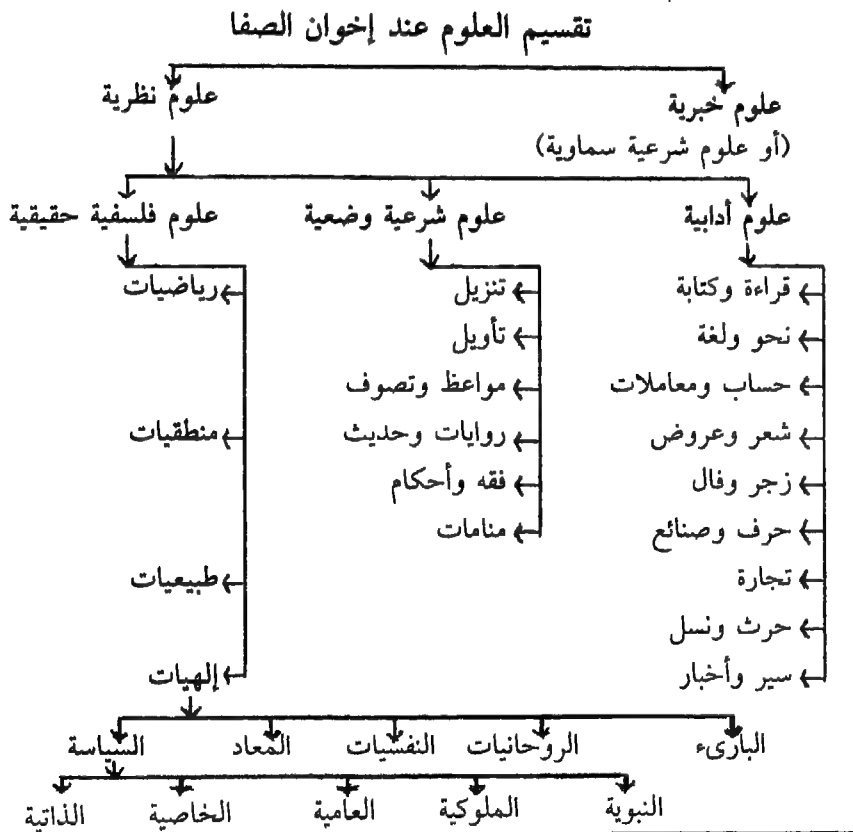 تقسيم العلوم عند إخوان الصفا
علوم خبرية علوم نظرية
(أو علوم شرعية سماوية)
علوم أدابية علوم شرعية وضعية علوم فلسفية حقيقية
قراءة وكتابة تنزيل رياضيات
نحو ولغة تأويل
حساب ومعاملات مواعظ وتصوف
شعر وعروض روايات وحديث منطقيات
زجر وفال فقه وأحكام
حرف وصنائع منامات
تجارة طبيعيات
حرث ونسل
سير وأخبار إلهيات
البارىء الروحانيات النفسيات المعاد السياسة
النبوية الملوكية العامية الخاصية الذاتية